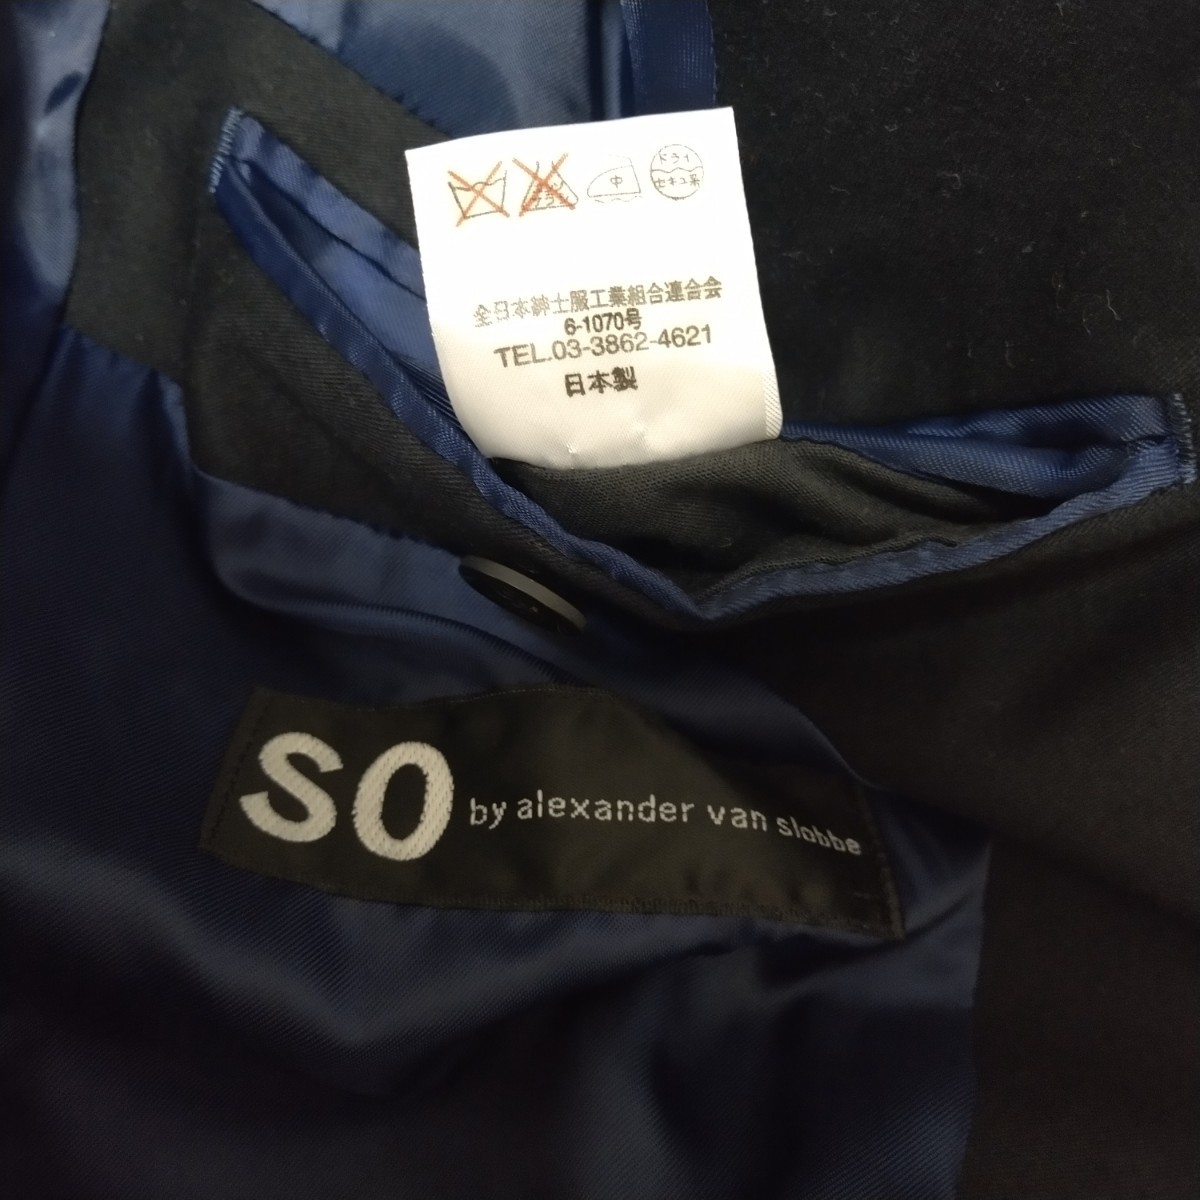 中
ドライ
セキユ系
全日本紳士服工業組合連合会
6-1070号
TEL.03-3862-4621
日本製
SO by alexander van slobbe